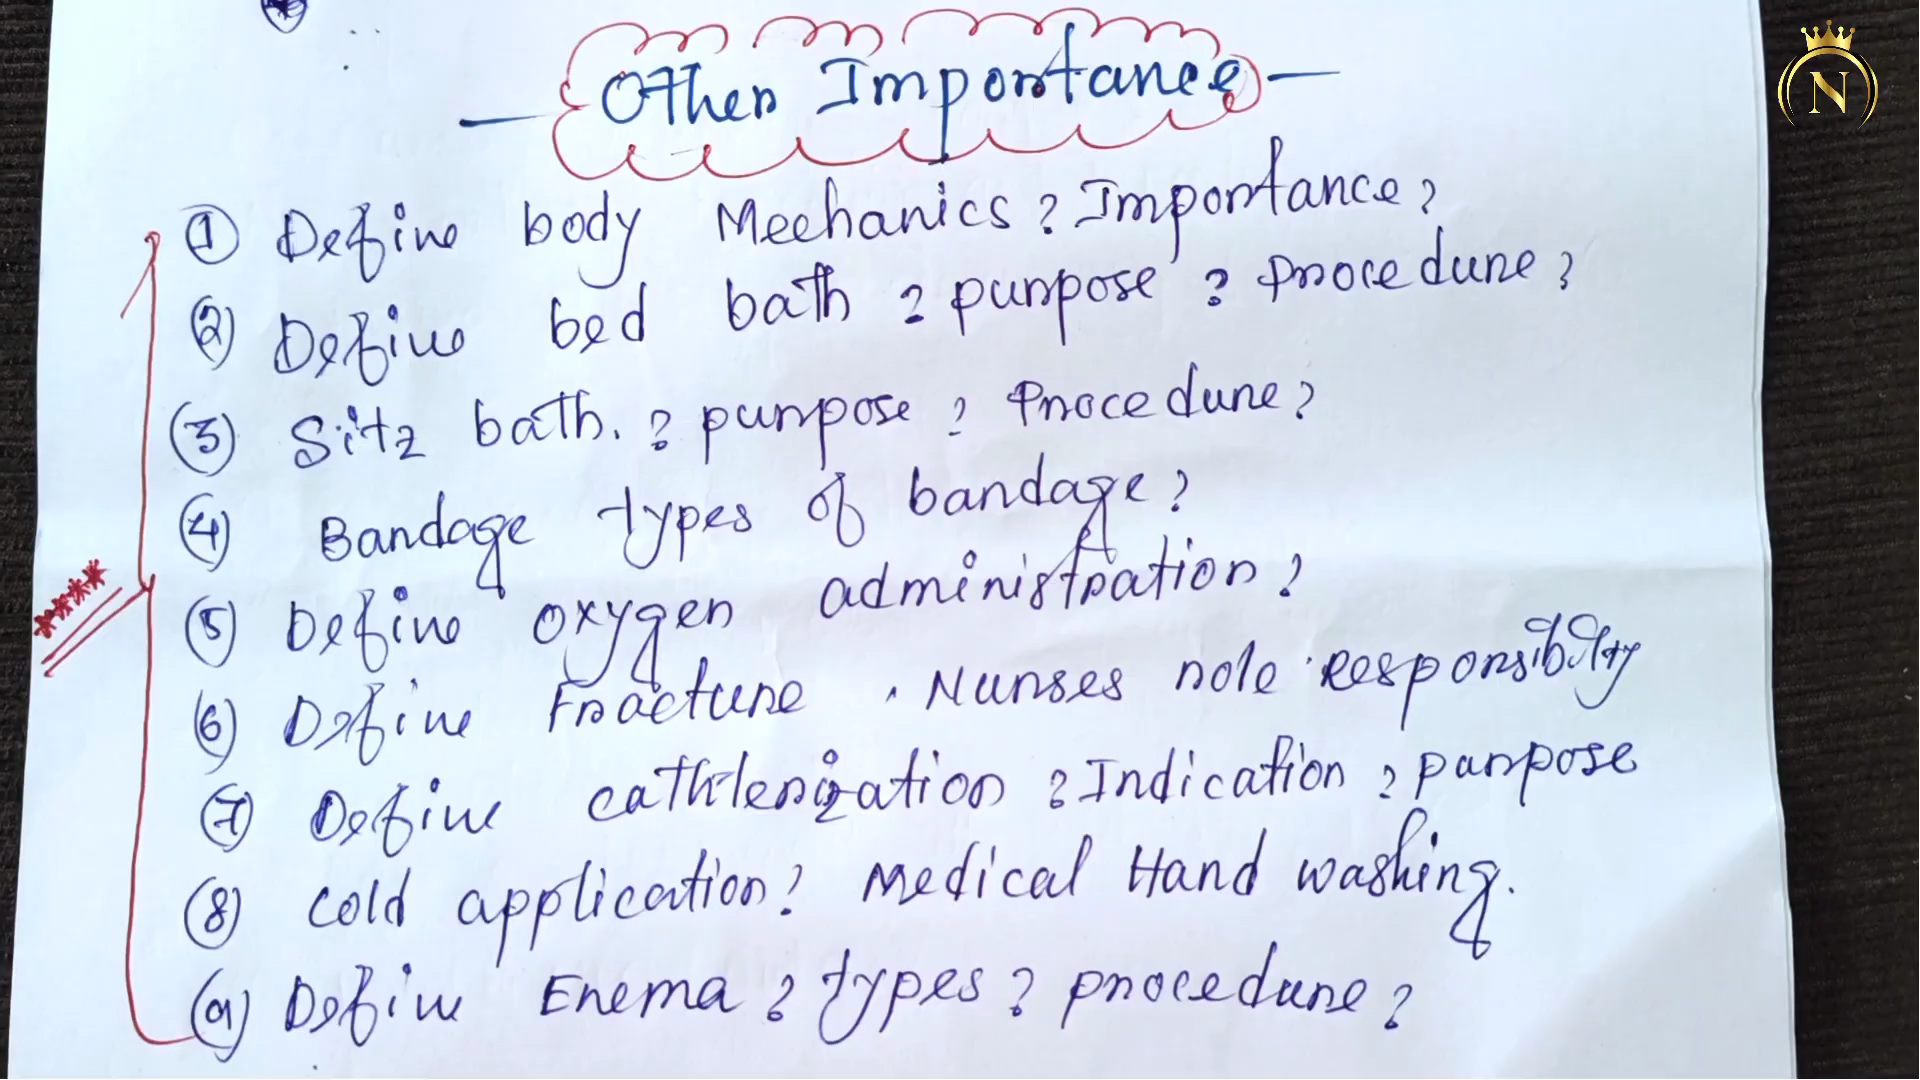 Other Importance
① Define body Mechanics? Importance?
② Define bed bath? purpose? Procedure?
③ Sitz bath.? purpose? Procedure?
④ Bandage types of bandage?
⑤ Define oxygen administration?
⑥ Define Fracture. Nurses role responsibility
⑦ Define cathterization? Indication? purpose
⑧ cold application? Medical Hand washing.
⑨ Define Enema? types? procedure?
N